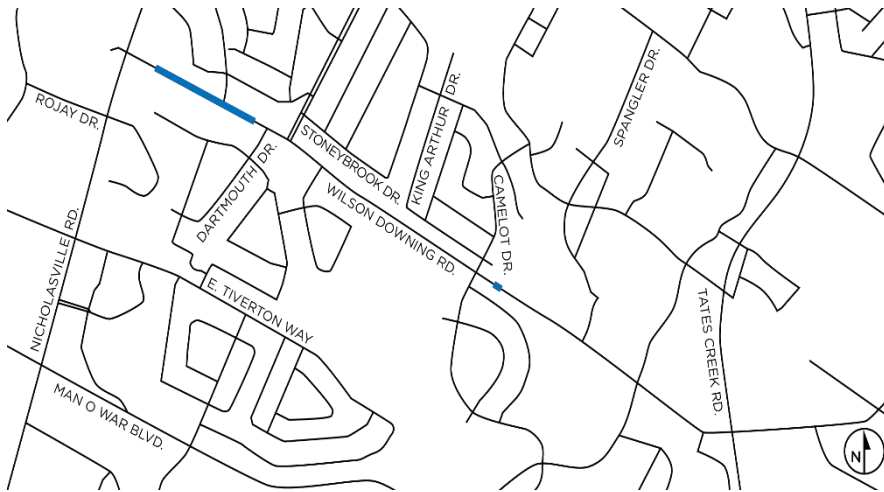 ROJAY DR.
NICHOLASVILLE RD.
DARTMOUTH DR.
STONEYBROOK DR.
WILSON DOWNING RD.
KING ARTHUR DR.
CAMELOT DR.
SPANGLER DR.
E. TIVERTON WAY
MAN O WAR BLVD.
TATES CREEK RD.
N